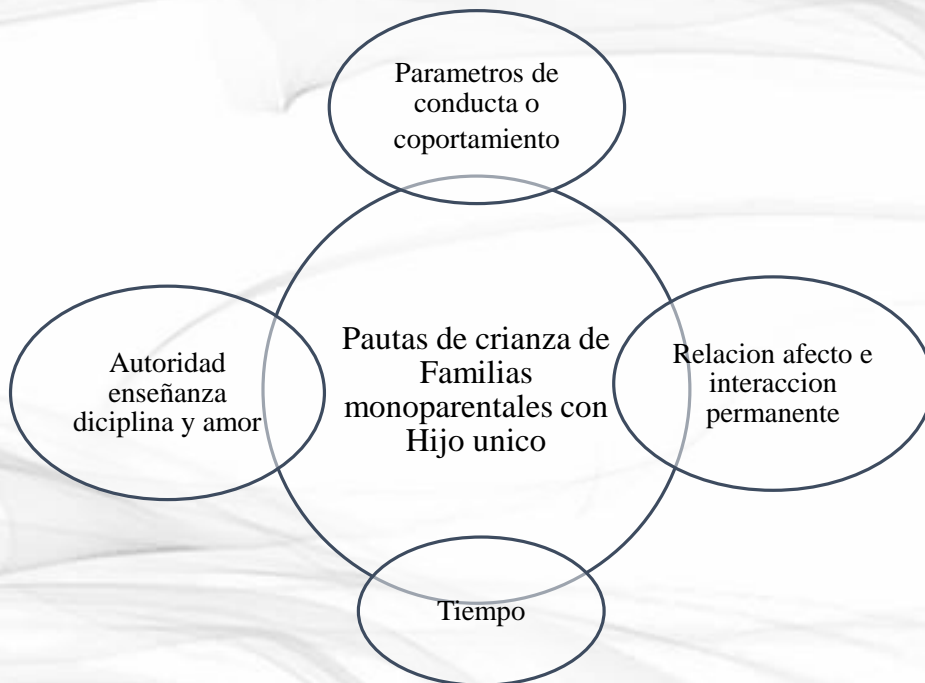 Parametros de
conducta o
coportamiento
Autoridad
enseñanza
diciplina y amor
Pautas de crianza de
Familias
monoparentales con
Hijo unico
Relacion afecto e
interaccion
permanente
Tiempo